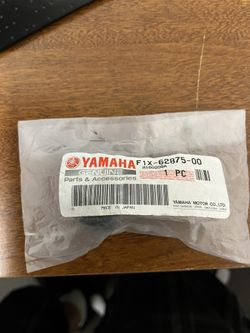 YAMAHA
GENUINE
Parts & Accessories
F1X-62875-00
1 PC
MADE IN JAPAN
YAMAHA MOTOR CO.,LTD.